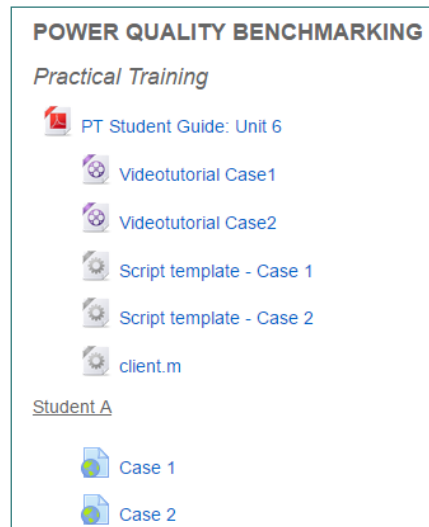 POWER QUALITY BENCHMARKING
Practical Training
PT Student Guide: Unit 6
Videotutorial Case1
Videotutorial Case2
Script template - Case 1
Script template - Case 2
client.m
Student A
Case 1
Case 2